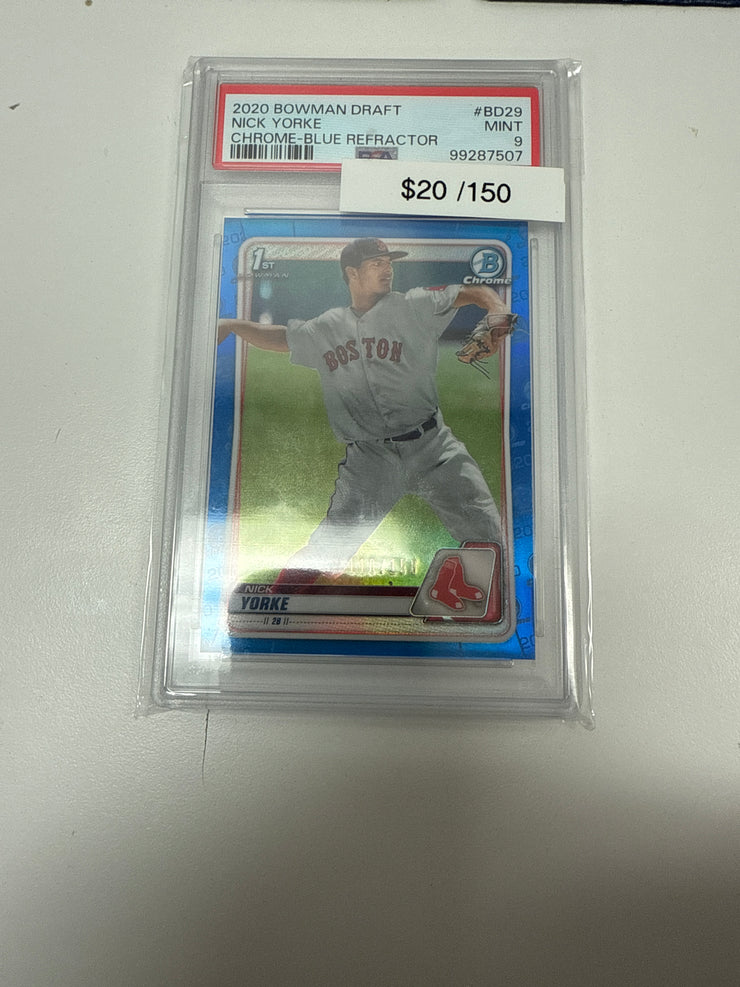 2020 BOWMAN DRAFT #BD29
NICK YORKE MINT
CHROME-BLUE REFRACTOR 9
99287507
$20 /150
1ST
BOWMAN
B
Chrome
BOSTON
NICK
YORKE
// 28 //